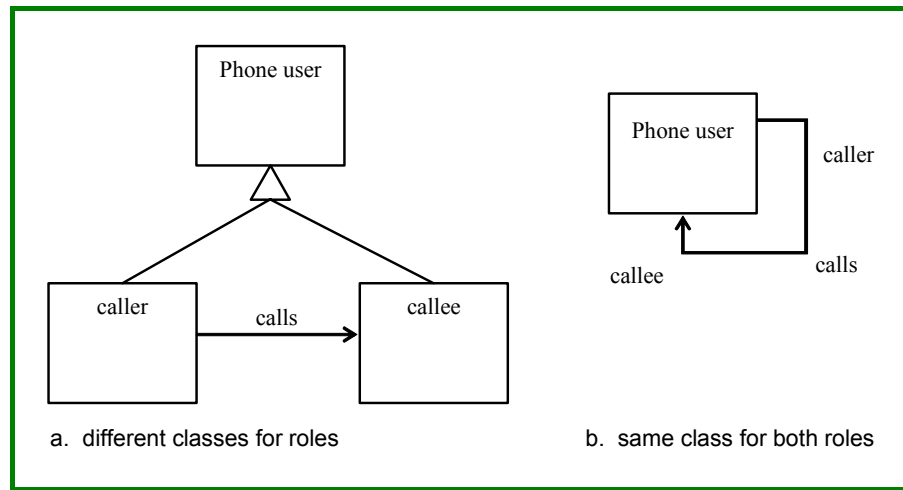 Phone user
caller
calls
callee
a. different classes for roles
Phone user
caller
calls
callee
b. same class for both roles